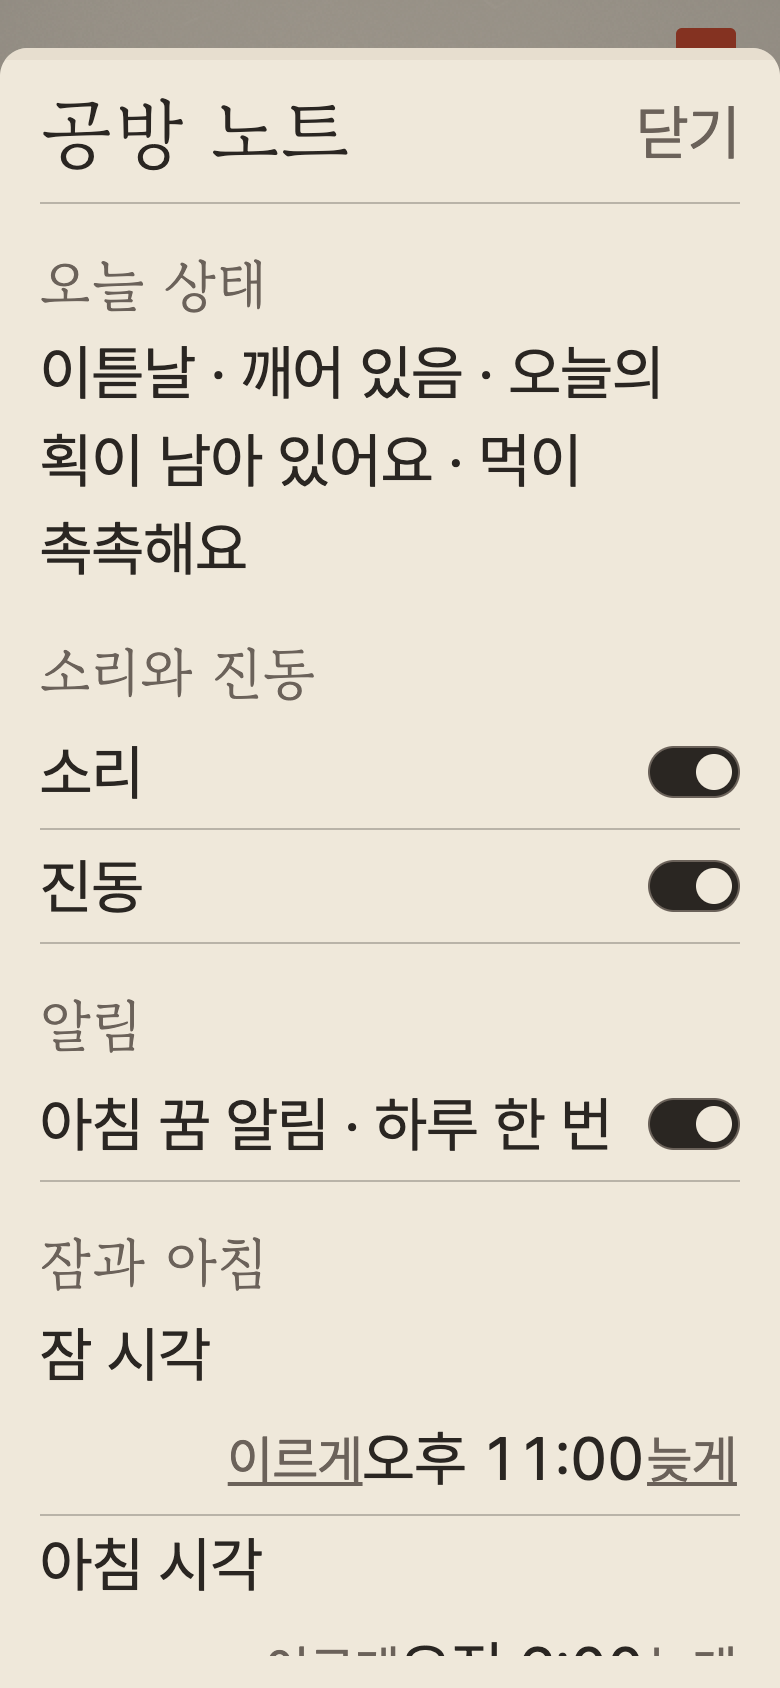 공방 노트
닫기
오늘 상태
이튿날 · 깨어 있음 · 오늘의
획이 남아 있어요 · 먹이
촉촉해요
소리와 진동
소리
진동
알림
아침 꿈 알림 · 하루 한 번
잠과 아침
잠 시각
이르게오후 11:00늦게
아침 시각